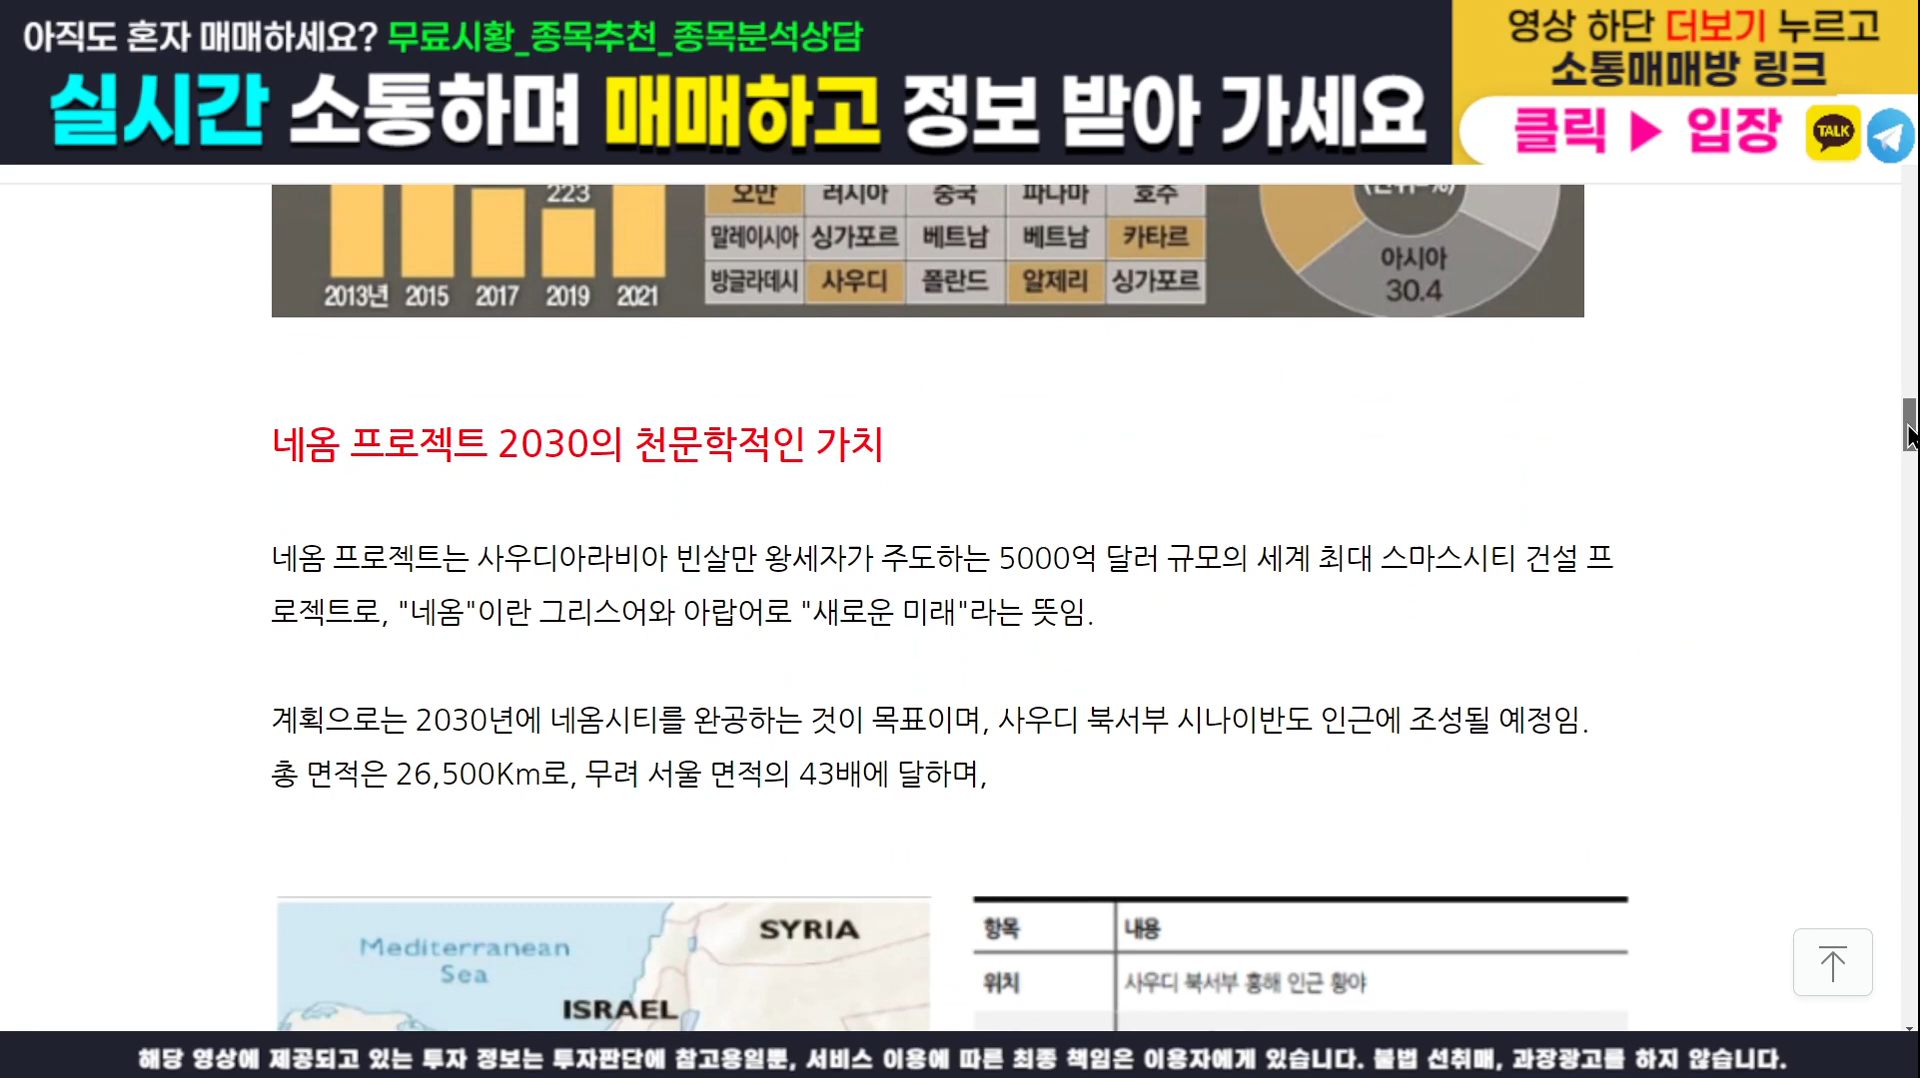 아직도 혼자 매매하세요? 무료시황_종목추천_종목분석상담
실시간 소통하며 매매하고 정보 받아 가세요
영상 하단 더보기 누르고
소통매매방 링크
클릭 ▶ 입장
TALK
223
2013년 2015 2017 2019 2021
오만 러시아 중국 파나마 호주
말레이시아 싱가포르 베트남 베트남 카타르
방글라데시 사우디 폴란드 알제리 싱가포르
(단위=%)
아시아
30.4
네옴 프로젝트 2030의 천문학적인 가치
네옴 프로젝트는 사우디아라비아 빈살만 왕세자가 주도하는 5000억 달러 규모의 세계 최대 스마스시티 건설 프
로젝트로, "네옴"이란 그리스어와 아랍어로 "새로운 미래"라는 뜻임.
계획으로는 2030년에 네옴시티를 완공하는 것이 목표이며, 사우디 북서부 시나이반도 인근에 조성될 예정임.
총 면적은 26,500Km로, 무려 서울 면적의 43배에 달하며,
Mediterranean
Sea
SYRIA
ISRAEL
항목 내용
위치 사우디 북서부 홍해 인근 황야
해당 영상에 제공되고 있는 투자 정보는 투자판단에 참고용일뿐, 서비스 이용에 따른 최종 책임은 이용자에게 있습니다. 불법 선취매, 과장광고를 하지 않습니다.